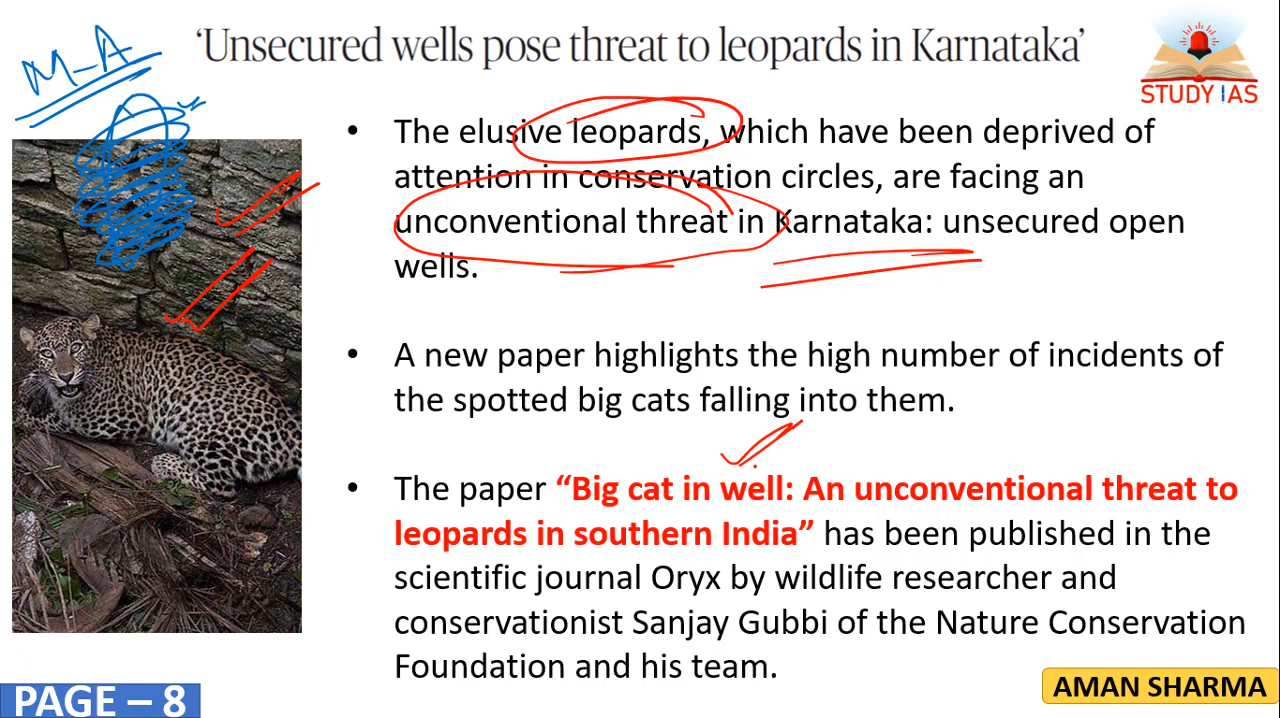 M-A
‘Unsecured wells pose threat to leopards in Karnataka’
STUDY IAS
• The elusive leopards, which have been deprived of
attention in conservation circles, are facing an
unconventional threat in Karnataka: unsecured open
wells.
• A new paper highlights the high number of incidents of
the spotted big cats falling into them.
• The paper “Big cat in well: An unconventional threat to
leopards in southern India” has been published in the
scientific journal Oryx by wildlife researcher and
conservationist Sanjay Gubbi of the Nature Conservation
Foundation and his team.
PAGE – 8
AMAN SHARMA